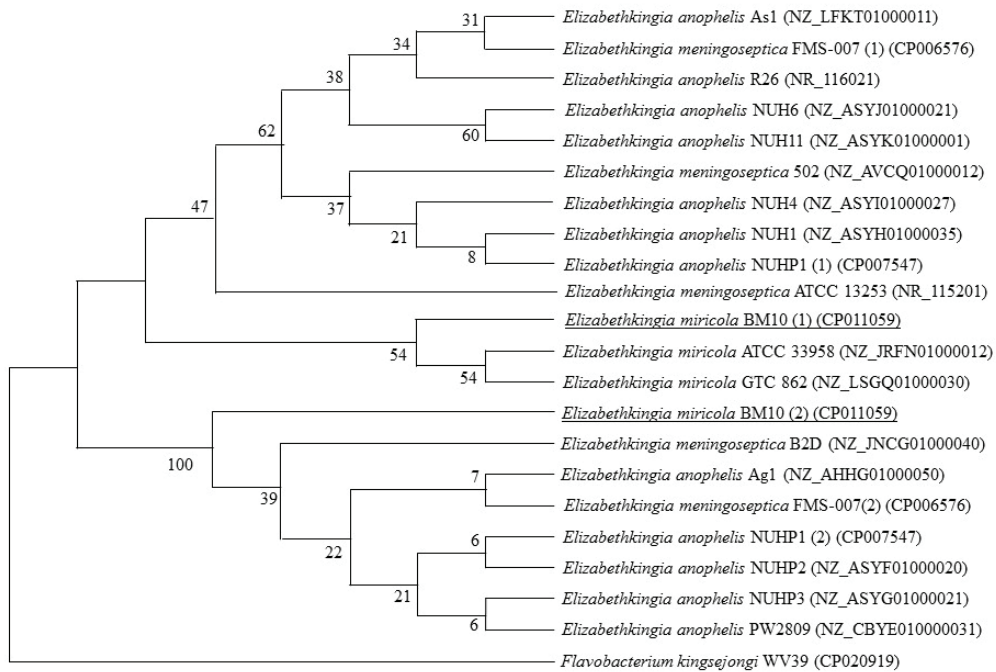 31
Elizabethkingia anophelis As1 (NZ_LFKT01000011)
34
Elizabethkingia meningoseptica FMS-007 (1) (CP006576)
38
Elizabethkingia anophelis R26 (NR_116021)
62
Elizabethkingia anophelis NUH6 (NZ_ASYJ01000021)
60
Elizabethkingia anophelis NUH11 (NZ_ASYK01000001)
Elizabethkingia meningoseptica 502 (NZ_AVCQ01000012)
47
37
Elizabethkingia anophelis NUH4 (NZ_ASYI01000027)
21
Elizabethkingia anophelis NUH1 (NZ_ASYH01000035)
8
Elizabethkingia anophelis NUHP1 (1) (CP007547)
Elizabethkingia meningoseptica ATCC 13253 (NR_115201)
Elizabethkingia miricola BM10 (1) (CP011059)
54
Elizabethkingia miricola ATCC 33958 (NZ_JRFN01000012)
54
Elizabethkingia miricola GTC 862 (NZ_LSGQ01000030)
Elizabethkingia miricola BM10 (2) (CP011059)
100
Elizabethkingia meningoseptica B2D (NZ_JNCG01000040)
39
7
Elizabethkingia anophelis Ag1 (NZ_AHHG01000050)
Elizabethkingia meningoseptica FMS-007(2) (CP006576)
22
6
Elizabethkingia anophelis NUHP1 (2) (CP007547)
Elizabethkingia anophelis NUHP2 (NZ_ASYF01000020)
21
Elizabethkingia anophelis NUHP3 (NZ_ASYG01000021)
6
Elizabethkingia anophelis PW2809 (NZ_CBYE010000031)
Flavobacterium kingsejongi WV39 (CP020919)